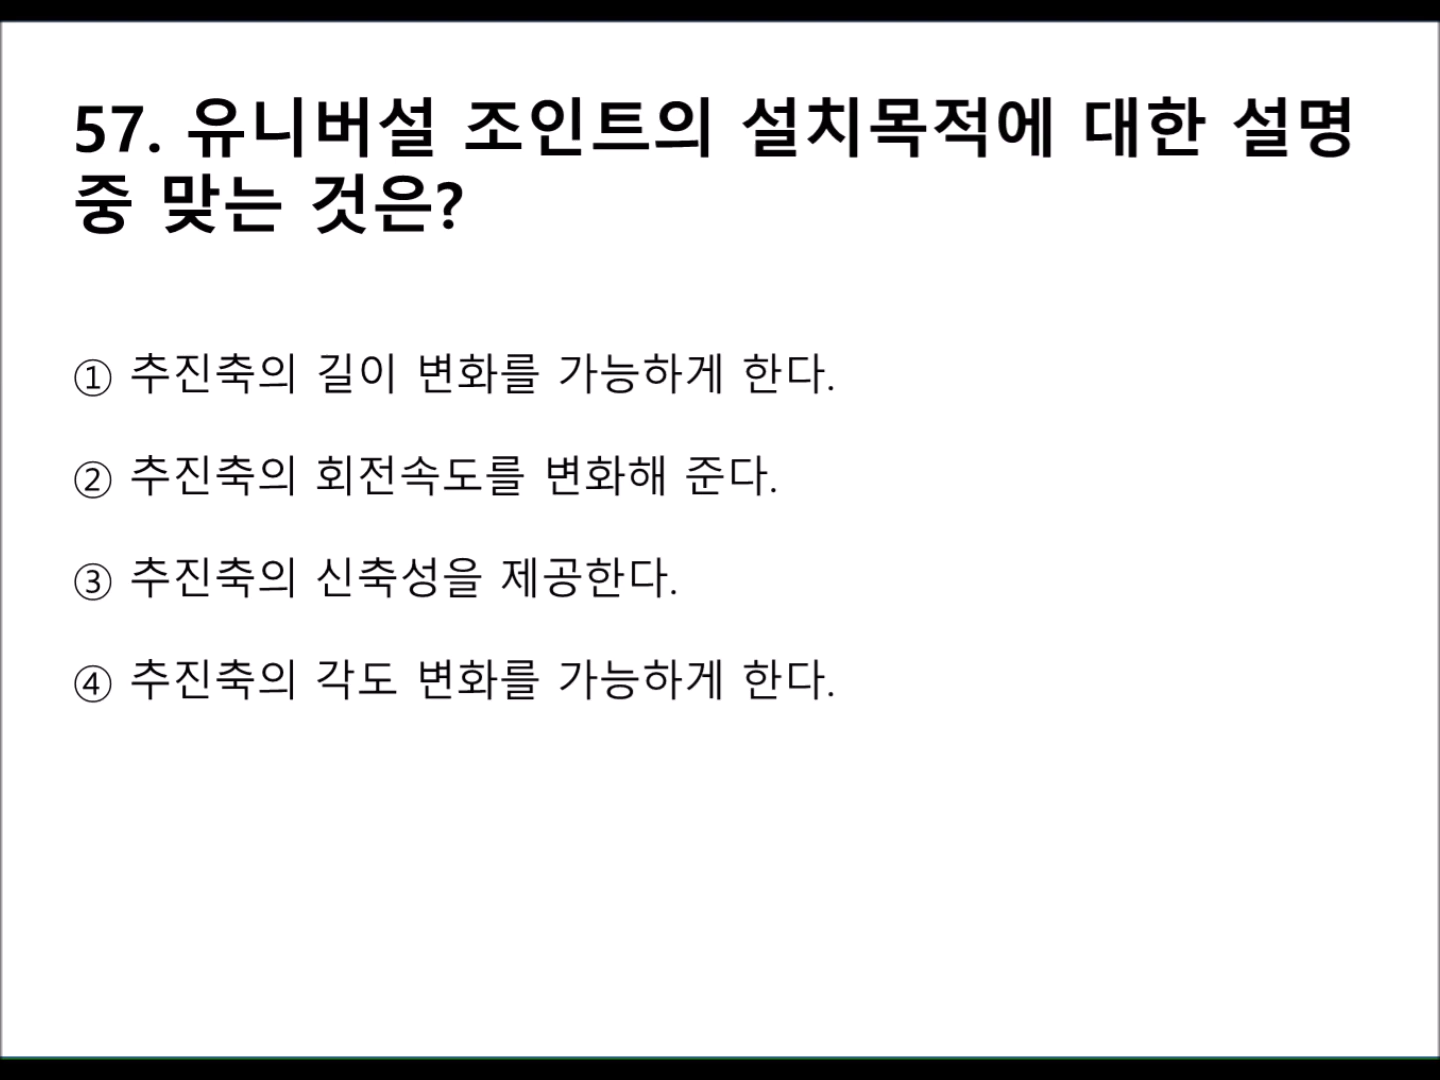 57. 유니버설 조인트의 설치목적에 대한 설명
중 맞는 것은?
① 추진축의 길이 변화를 가능하게 한다.
② 추진축의 회전속도를 변화해 준다.
③ 추진축의 신축성을 제공한다.
④ 추진축의 각도 변화를 가능하게 한다.